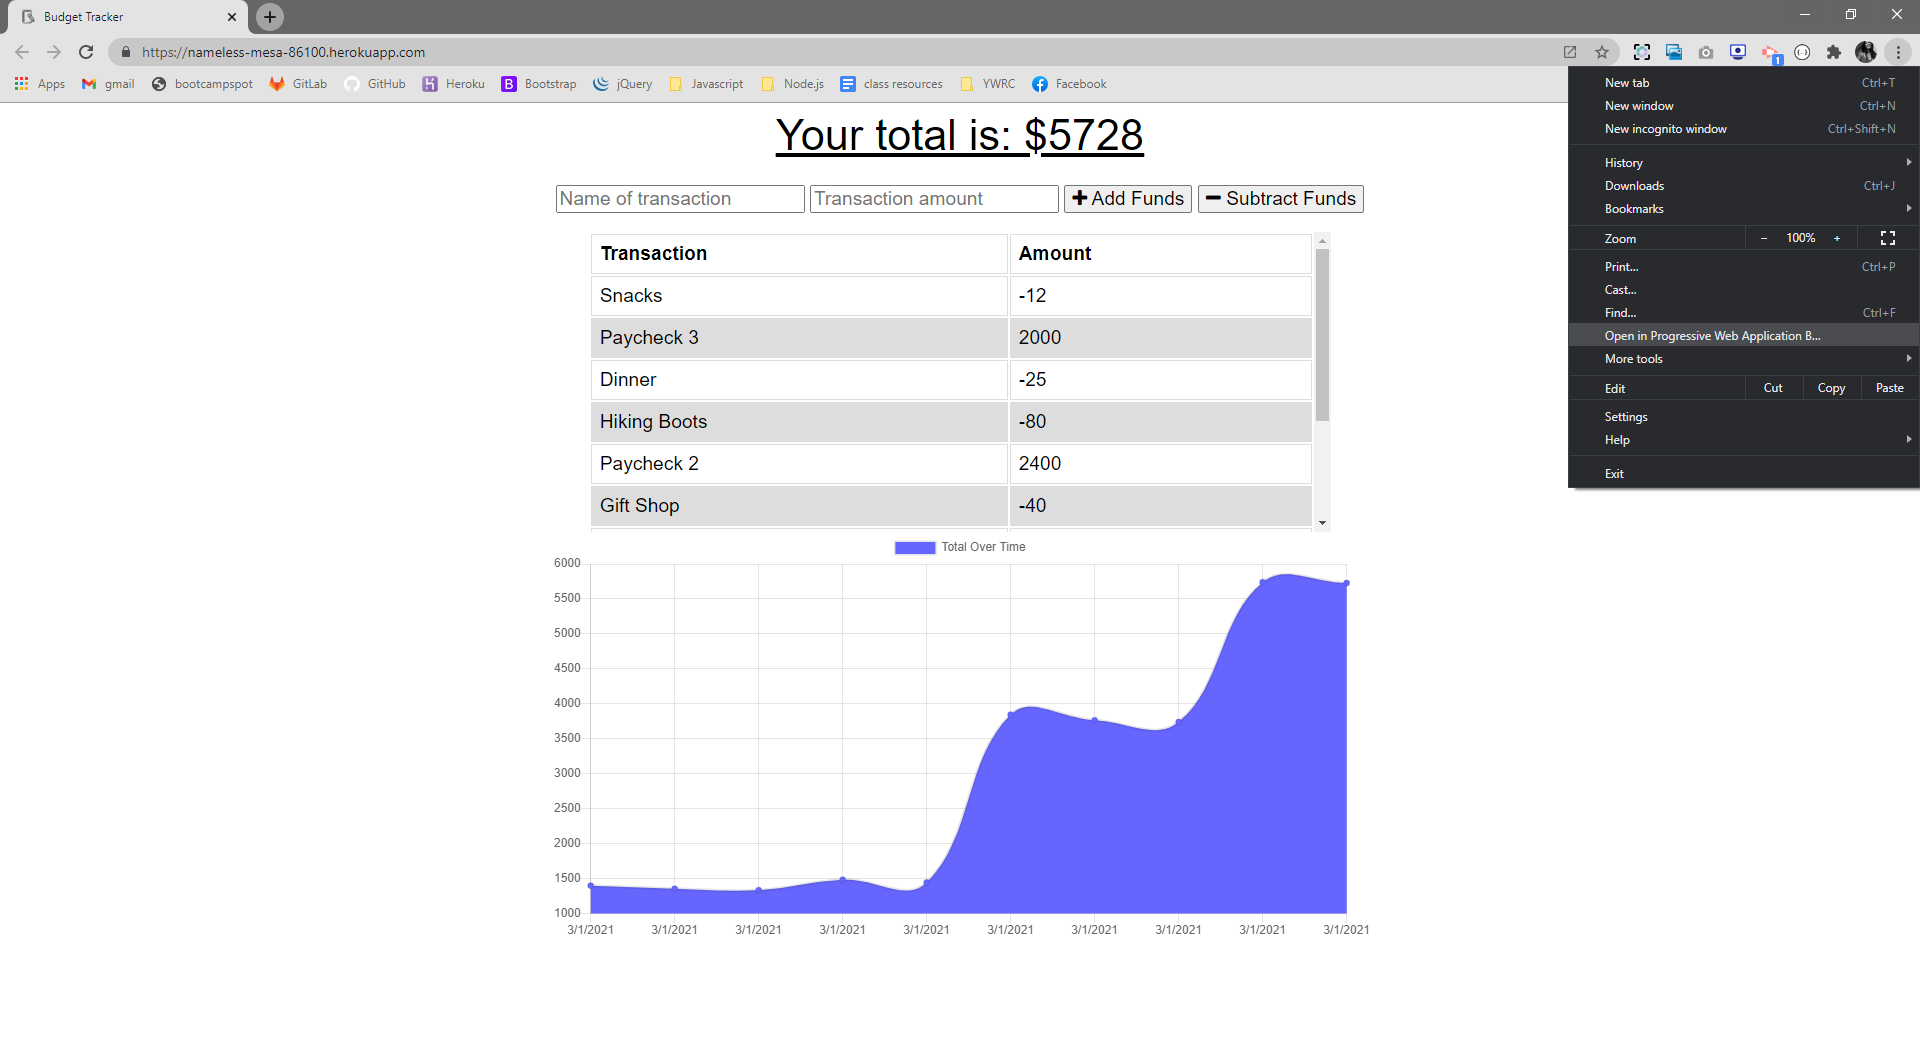 Budget Tracker
https://nameless-mesa-86100.herokuapp.com
1
Apps gmail bootcampspot GitLab GitHub Heroku B Bootstrap jQuery Javascript Node.js class resources YWRC Facebook
New tab Ctrl+T
New window Ctrl+N
New incognito window Ctrl+Shift+N
History
Downloads Ctrl+J
Bookmarks
Zoom - 100% +
Print... Ctrl+P
Cast...
Find... Ctrl+F
Open in Progressive Web Application B...
More tools
Edit Cut Copy Paste
Settings
Help
Exit
Your total is: $5728
Name of transaction Transaction amount + Add Funds - Subtract Funds
Transaction Amount
Snacks -12
Paycheck 3 2000
Dinner -25
Hiking Boots -80
Paycheck 2 2400
Gift Shop -40
Total Over Time
6000
5500
5000
4500
4000
3500
3000
2500
2000
1500
1000
3/1/2021 3/1/2021 3/1/2021 3/1/2021 3/1/2021 3/1/2021 3/1/2021 3/1/2021 3/1/2021 3/1/2021